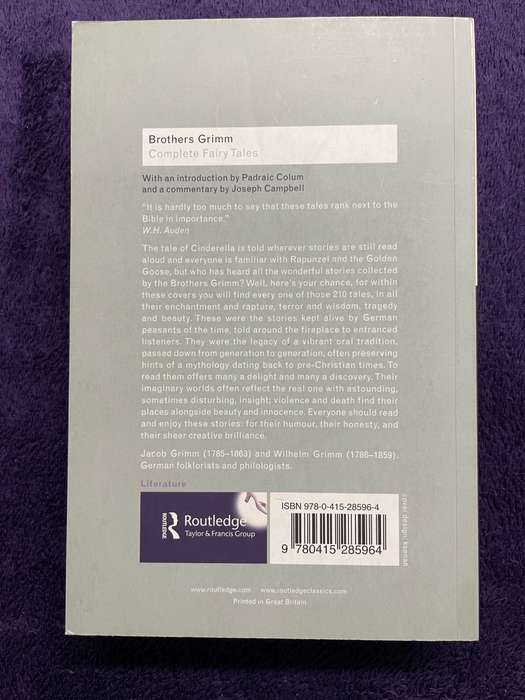 Brothers Grimm
Complete Fairy Tales
With an introduction by Padraic Colum
and a commentary by Joseph Campbell
"It is hardly too much to say that these tales rank next to the
Bible in importance."
W.H. Auden
The tale of Cinderella is told wherever stories are still read
aloud and everyone is familiar with Rapunzel and the Golden
Goose, but who has heard all the wonderful stories collected
by the Brothers Grimm? Well, here's your chance, for within
these covers you will find every one of those 210 tales, in all
their enchantment and rapture, terror and wisdom, tragedy
and beauty. These were the stories kept alive by German
peasants of the time, told around the fireplace to entranced
listeners. They were the legacy of a vibrant oral tradition,
passed down from generation to generation, often preserving
hints of a mythology dating back to pre-Christian times. To
read them offers many a delight and many a discovery. Their
imaginary worlds often reflect the real one with astounding,
sometimes disturbing, insight; violence and death find their
places alongside beauty and innocence. Everyone should read
and enjoy these stories: for their humour, their honesty, and
their sheer creative brilliance.
Jacob Grimm (1785–1863) and Wilhelm Grimm (1786–1859).
German folklorists and philologists.
Literature
ROUTLEDGE
Routledge
Taylor & Francis Group
ISBN 978-0-415-28596-4
9 780415 285964
cover design: keenan
www.routledge.com www.routledgeclassics.com
Printed in Great Britain